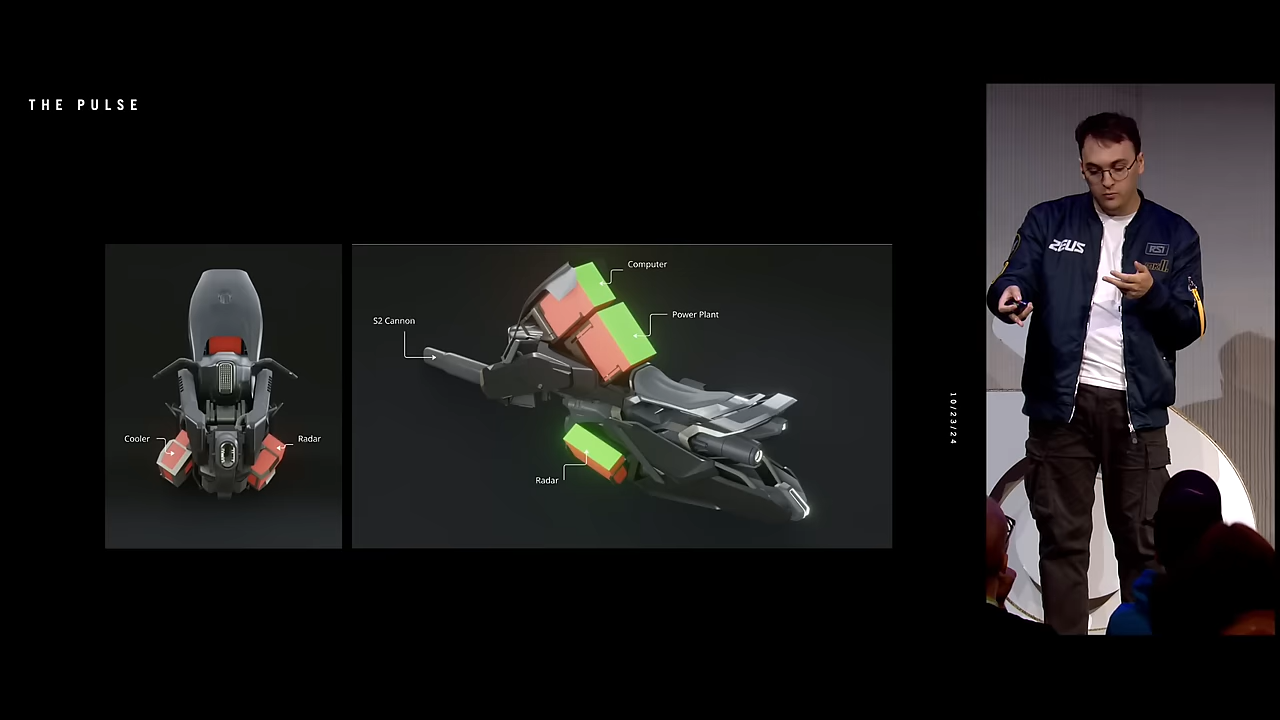 THE PULSE
Cooler
Radar
S2 Cannon
Computer
Power Plant
Radar
10/23/24
ZEUS
RSI